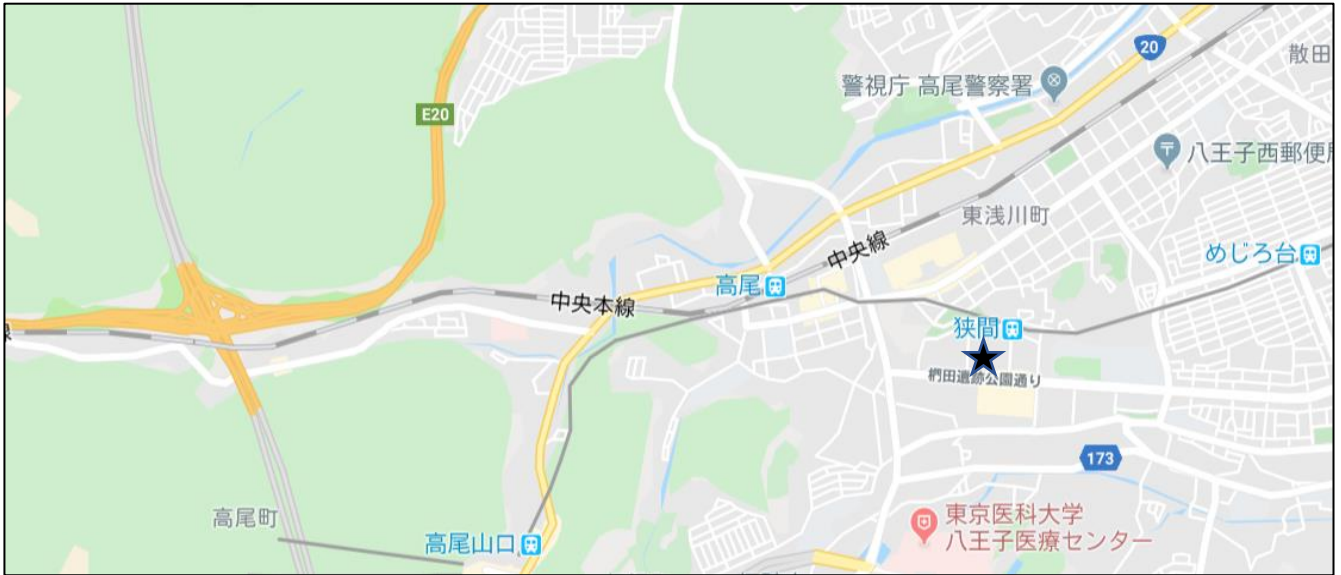 20
散田
警視庁 高尾警察署
E20
八王子西郵便局
東浅川町
めじろ台
中央線
高尾
中央本線
線
狭間
椚田遺跡公園通り
173
東京医科大学
八王子医療センター
高尾町
高尾山口